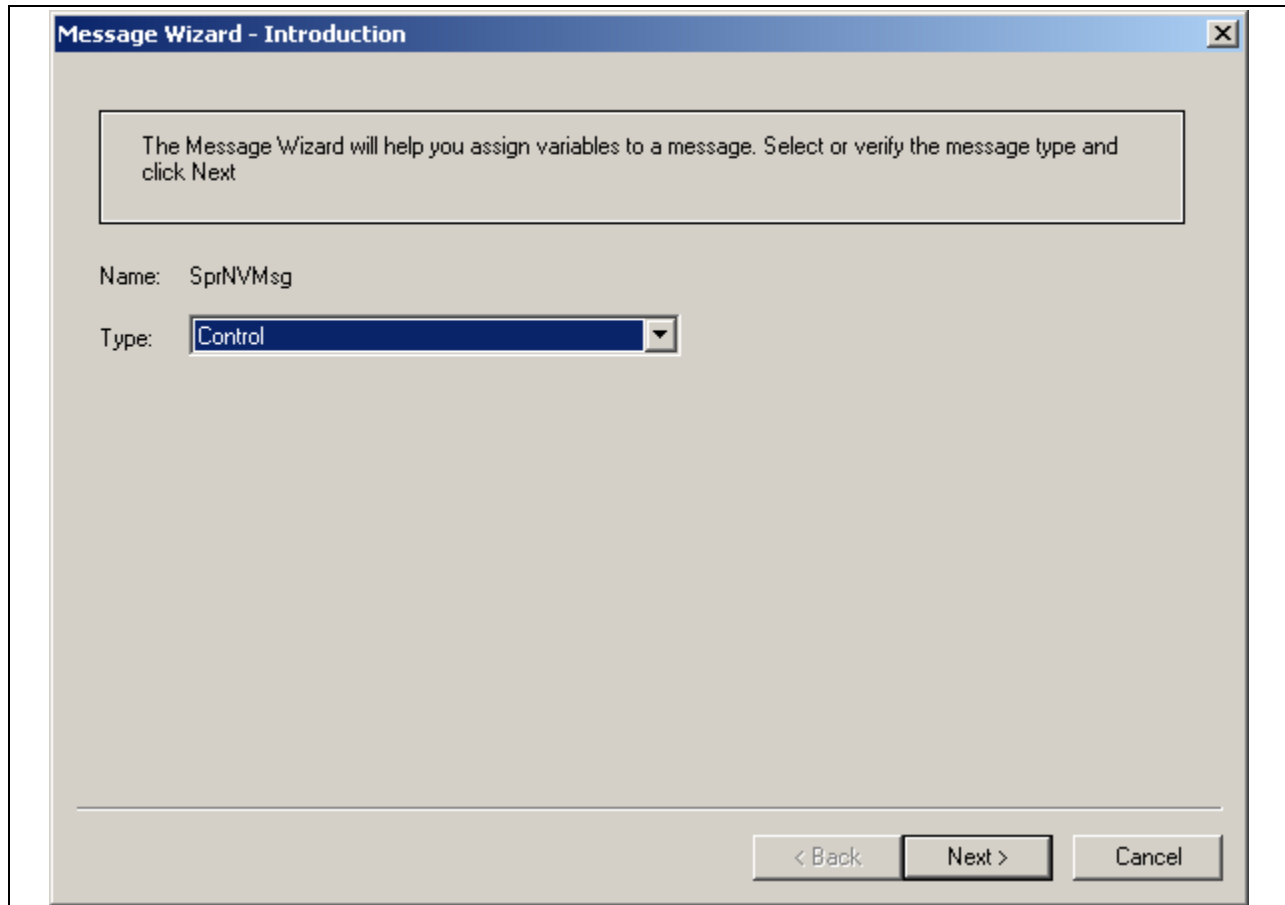 Message Wizard - Introduction
The Message Wizard will help you assign variables to a message. Select or verify the message type and
click Next
Name: SprNVMsg
Type: Control
< Back Next > Cancel